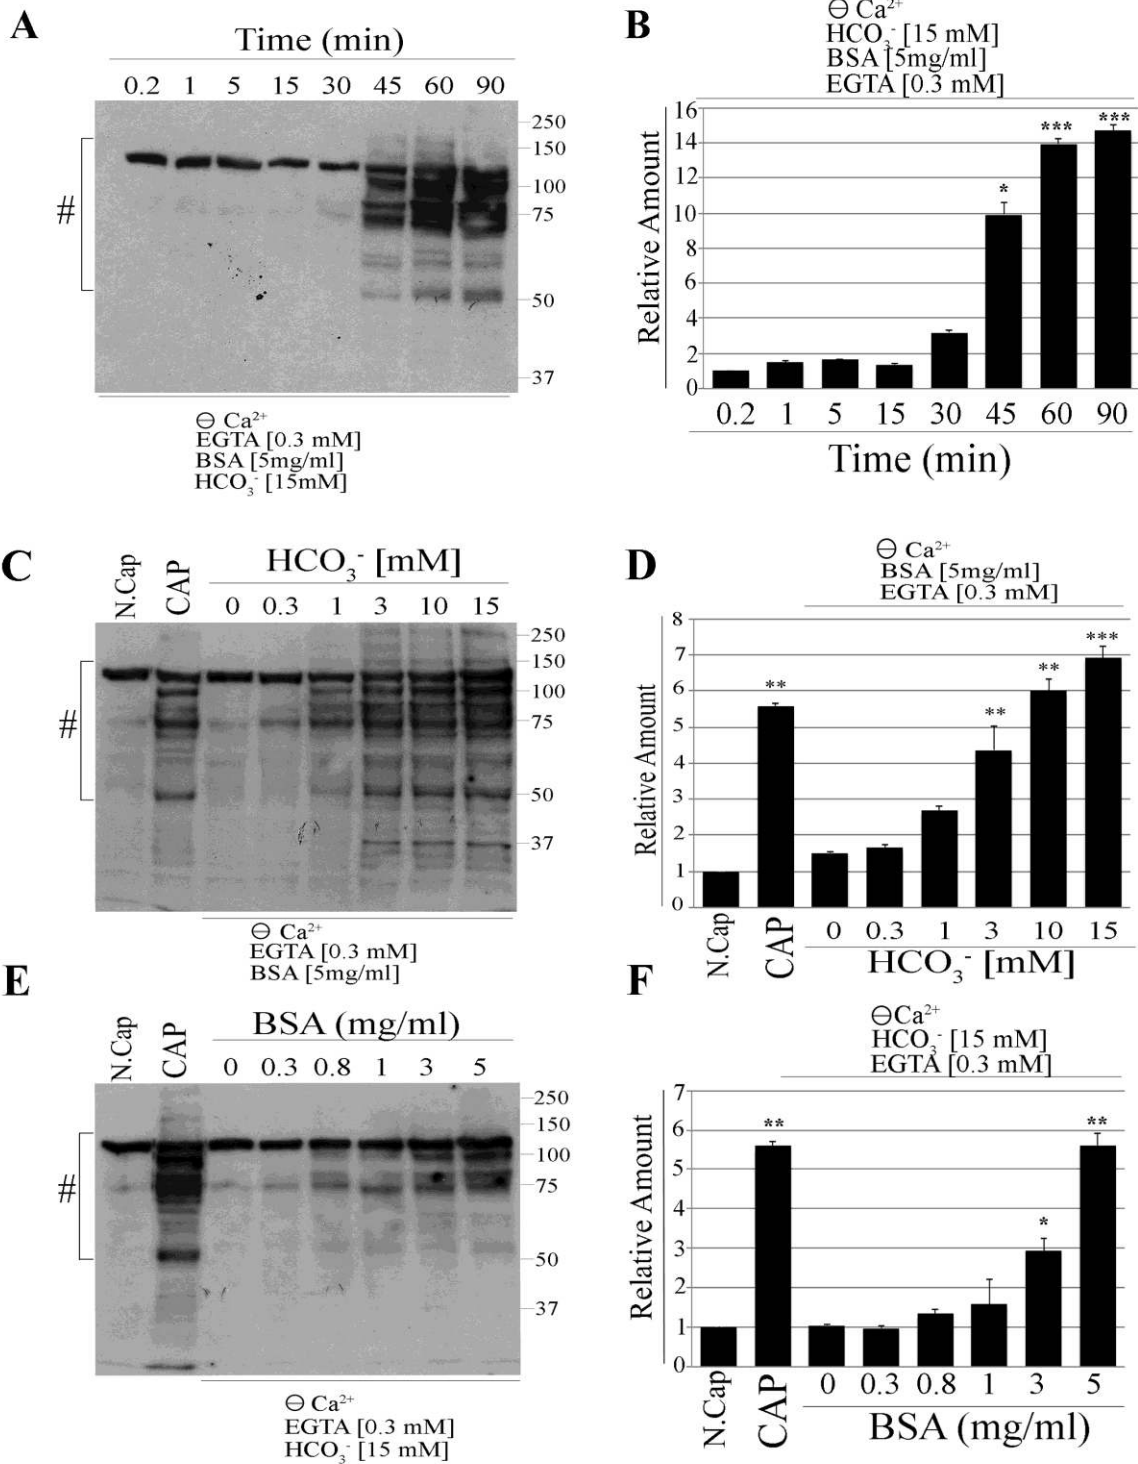 A
Time (min)
0.2 1 5 15 30 45 60 90
250
150
100
75
50
37
#
⊖ Ca²⁺
EGTA [0.3 mM]
BSA [5mg/ml]
HCO₃⁻ [15mM]
B
⊖ Ca²⁺
HCO₃⁻ [15 mM]
BSA [5mg/ml]
EGTA [0.3 mM]
Relative Amount
16
14
12
10
8
6
4
2
0
* *** ***
0.2 1 5 15 30 45 60 90
Time (min)
C
N.Cap CAP
HCO₃⁻ [mM]
0 0.3 1 3 10 15
250
150
100
75
50
37
#
⊖ Ca²⁺
EGTA [0.3 mM]
BSA [5mg/ml]
D
⊖ Ca²⁺
BSA [5mg/ml]
EGTA [0.3 mM]
Relative Amount
8
7
6
5
4
3
2
1
0
** ** ** ***
N.Cap CAP 0 0.3 1 3 10 15
HCO₃⁻ [mM]
E
N.Cap CAP
BSA (mg/ml)
0 0.3 0.8 1 3 5
250
150
100
75
50
37
#
⊖ Ca²⁺
EGTA [0.3 mM]
HCO₃⁻ [15 mM]
F
⊖Ca²⁺
HCO₃⁻ [15 mM]
EGTA [0.3 mM]
Relative Amount
7
6
5
4
3
2
1
0
** * **
N.Cap CAP 0 0.3 0.8 1 3 5
BSA (mg/ml)